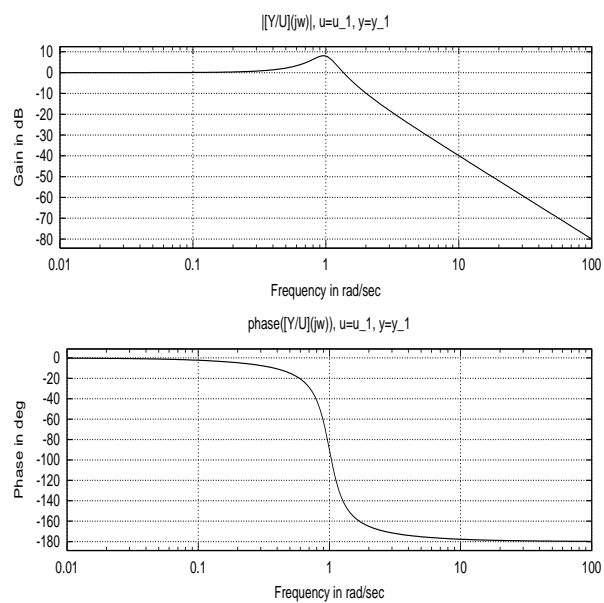 |[Y/U](jw)|, u=u_1, y=y_1
10
0
-10
-20
-30
-40
-50
-60
-70
-80
Gain in dB
0.01 0.1 1 10 100
Frequency in rad/sec
phase([Y/U](jw)), u=u_1, y=y_1
0
-20
-40
-60
-80
-100
-120
-140
-160
-180
Phase in deg
0.01 0.1 1 10 100
Frequency in rad/sec